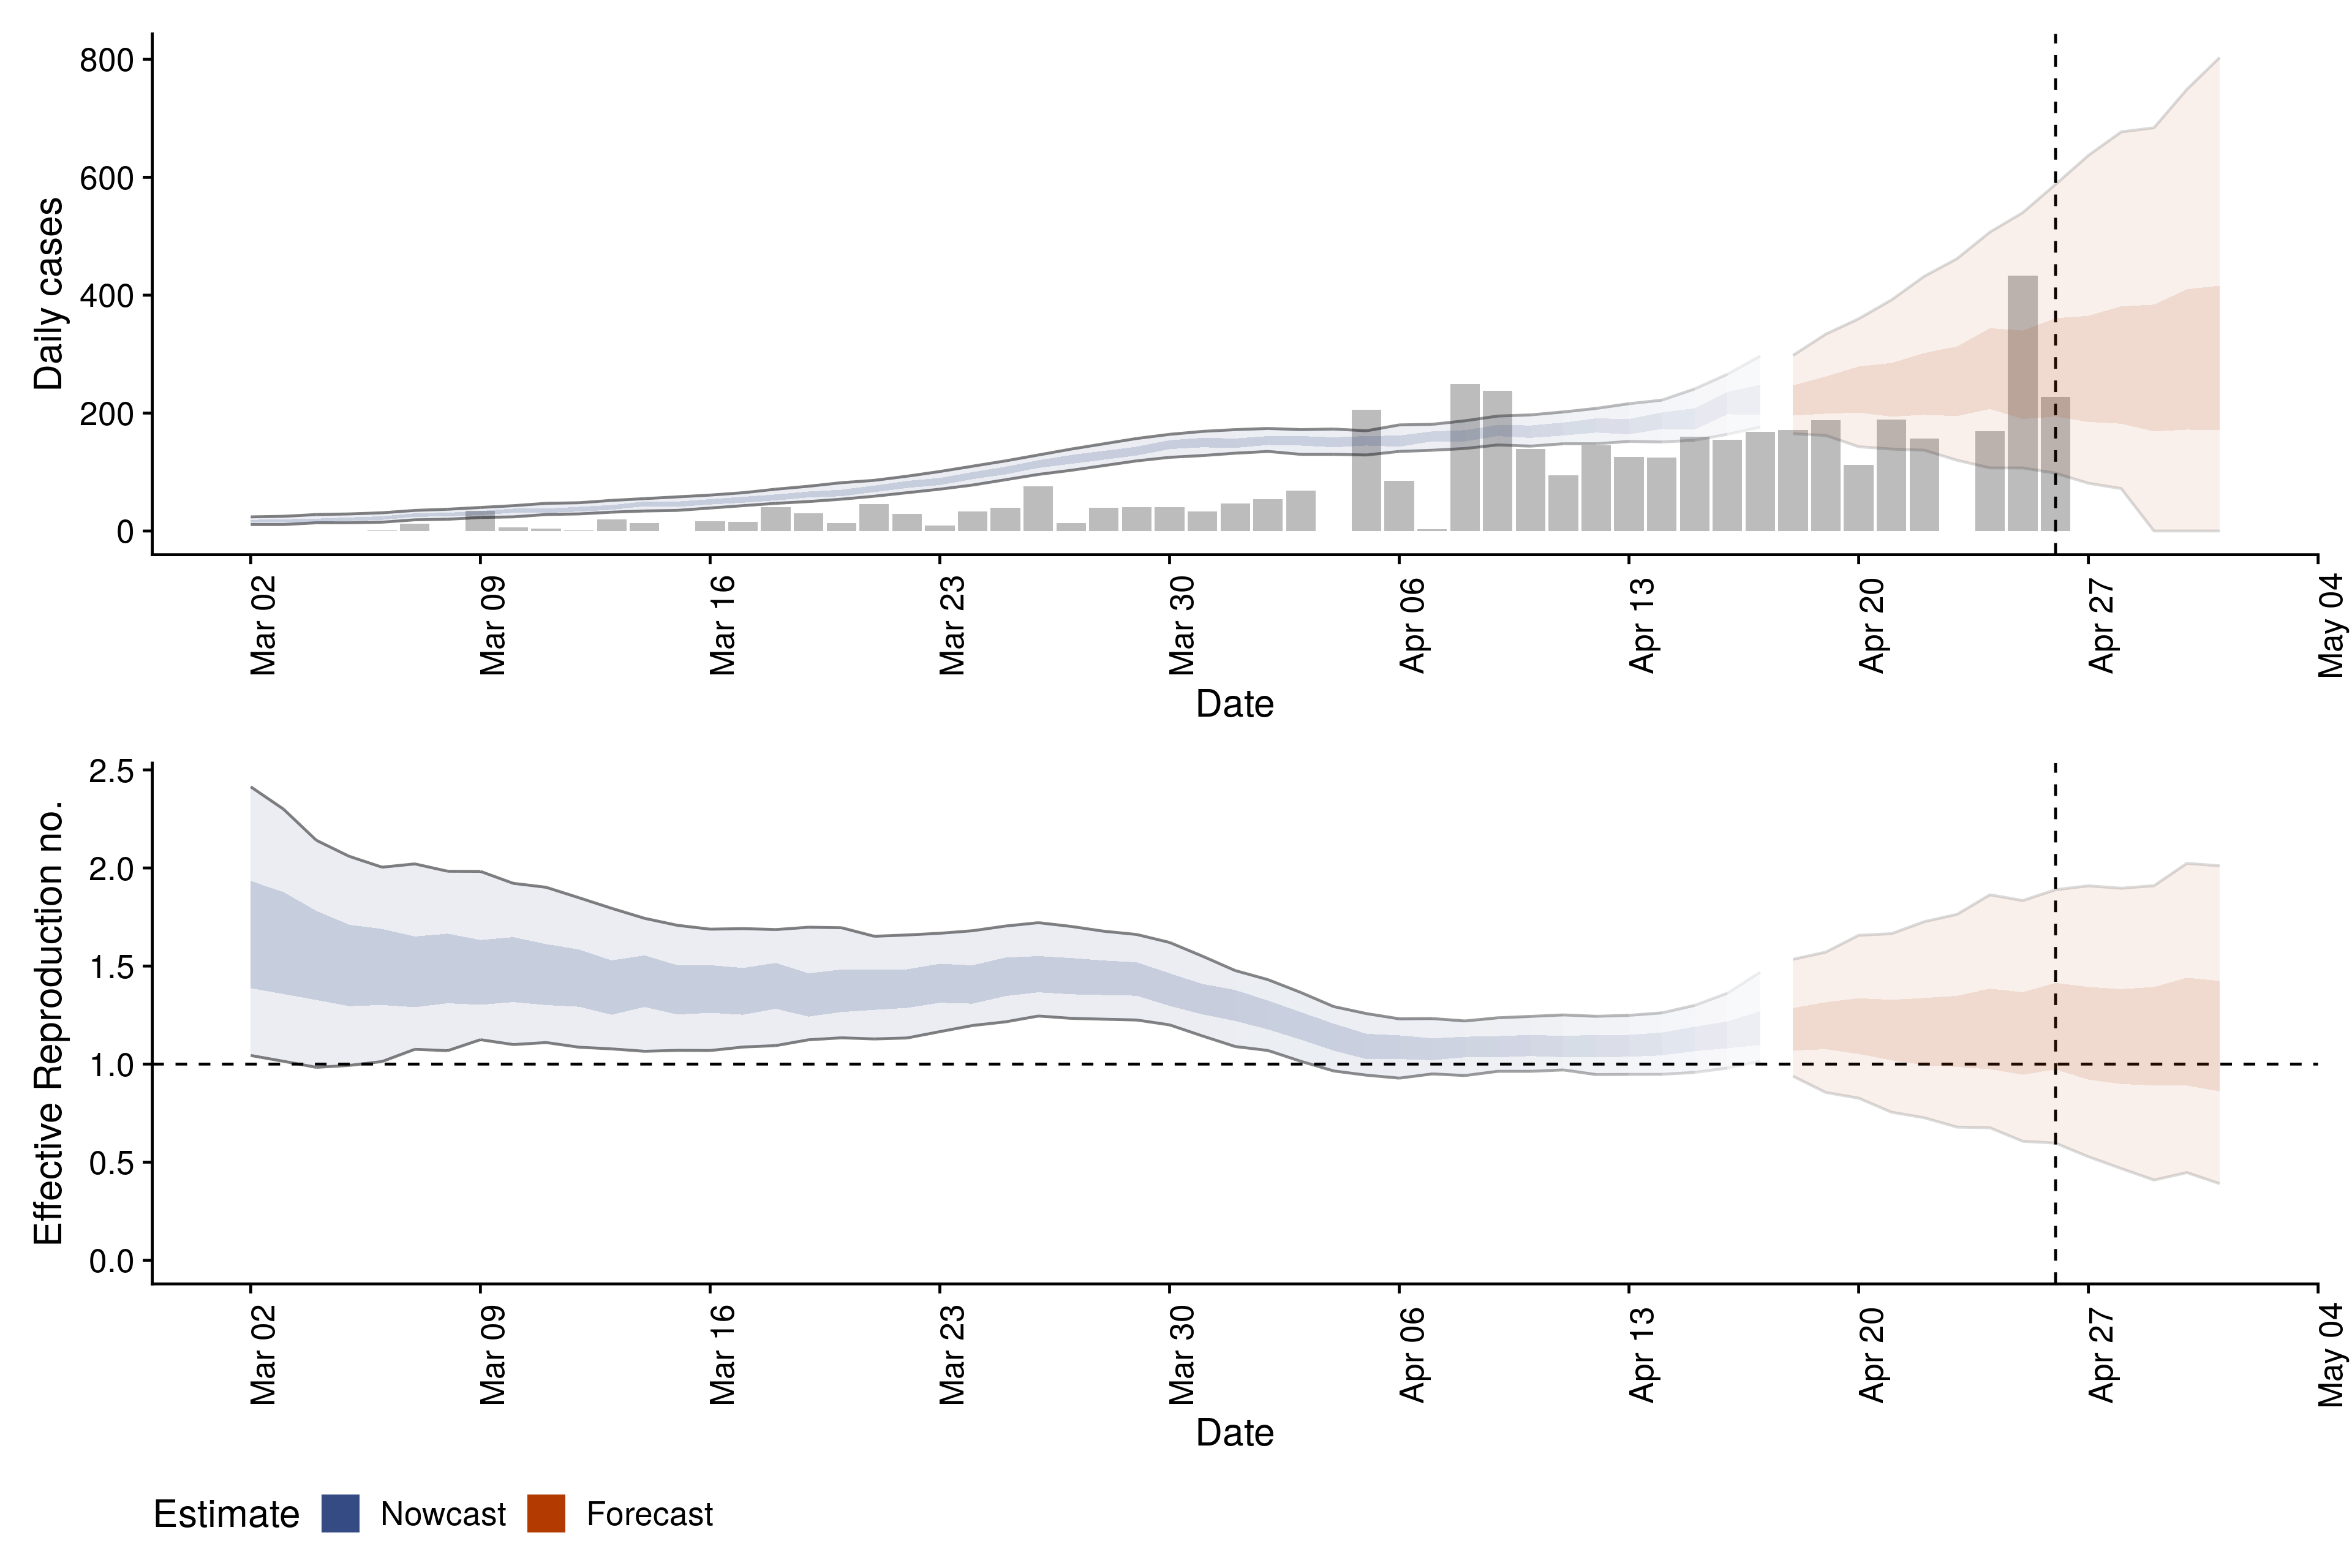 800
600
400
200
0
Daily cases
Mar 02
Mar 09
Mar 16
Mar 23
Mar 30
Apr 06
Apr 13
Apr 20
Apr 27
May 04
Date
2.5
2.0
1.5
1.0
0.5
0.0
Effective Reproduction no.
Mar 02
Mar 09
Mar 16
Mar 23
Mar 30
Apr 06
Apr 13
Apr 20
Apr 27
May 04
Date
Estimate Nowcast Forecast